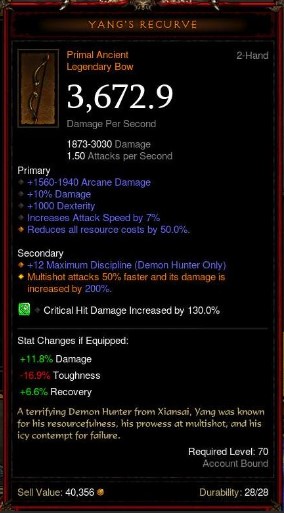 YANG'S RECURVE
Primal Ancient 2-Hand
Legendary Bow
3,672.9
Damage Per Second
1873-3030 Damage
1.50 Attacks per Second
Primary
+1560-1940 Arcane Damage
+10% Damage
+1000 Dexterity
Increases Attack Speed by 7%
Reduces all resource costs by 50.0%.
Secondary
+12 Maximum Discipline (Demon Hunter Only)
Multishot attacks 50% faster and its damage is
increased by 200%.
Critical Hit Damage Increased by 130.0%
Stat Changes if Equipped:
+11.8% Damage
-16.9% Toughness
+6.6% Recovery
A terrifying Demon Hunter from Xiansai, Yang was known
for his resourcefulness, his prowess at multishot, and his
icy contempt for failure.
Required Level: 70
Account Bound
Sell Value: 40,356 Durability: 28/28